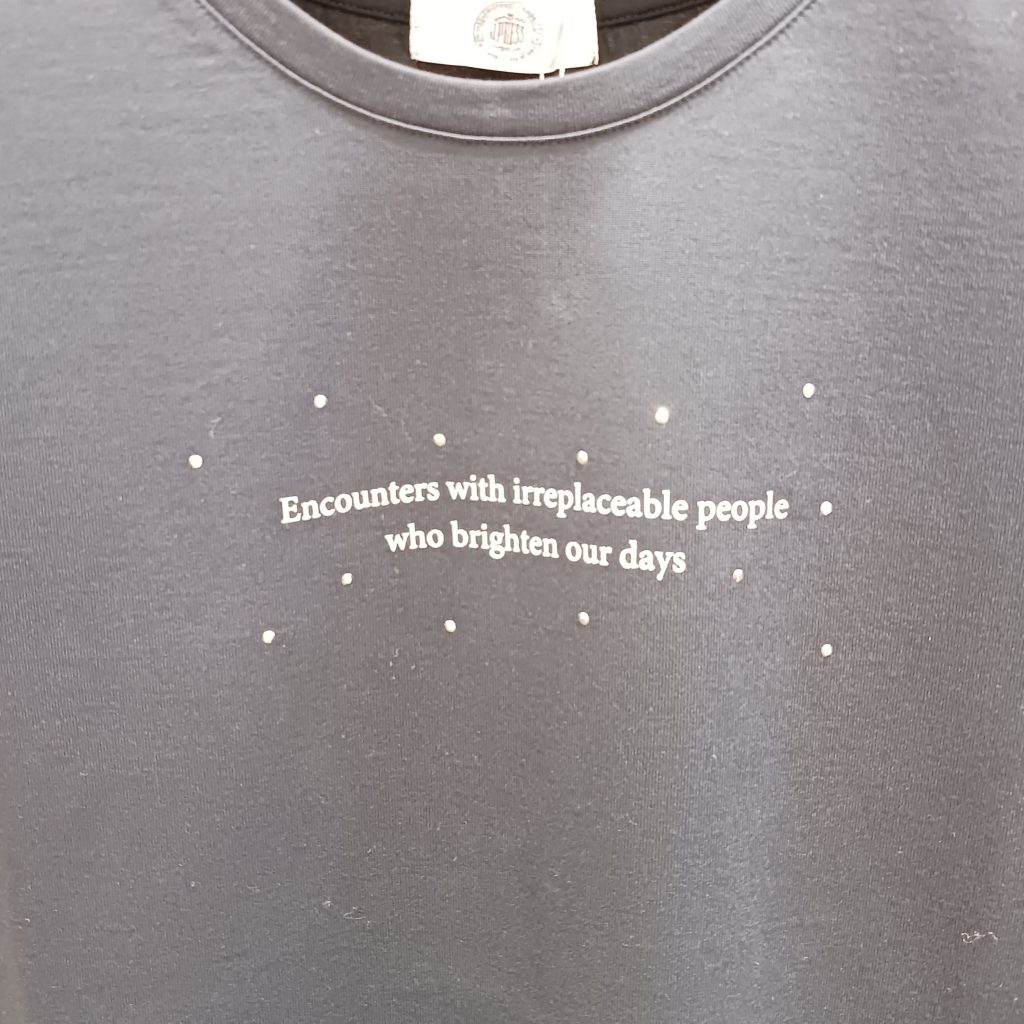 Encounters with irreplaceable people
who brighten our days